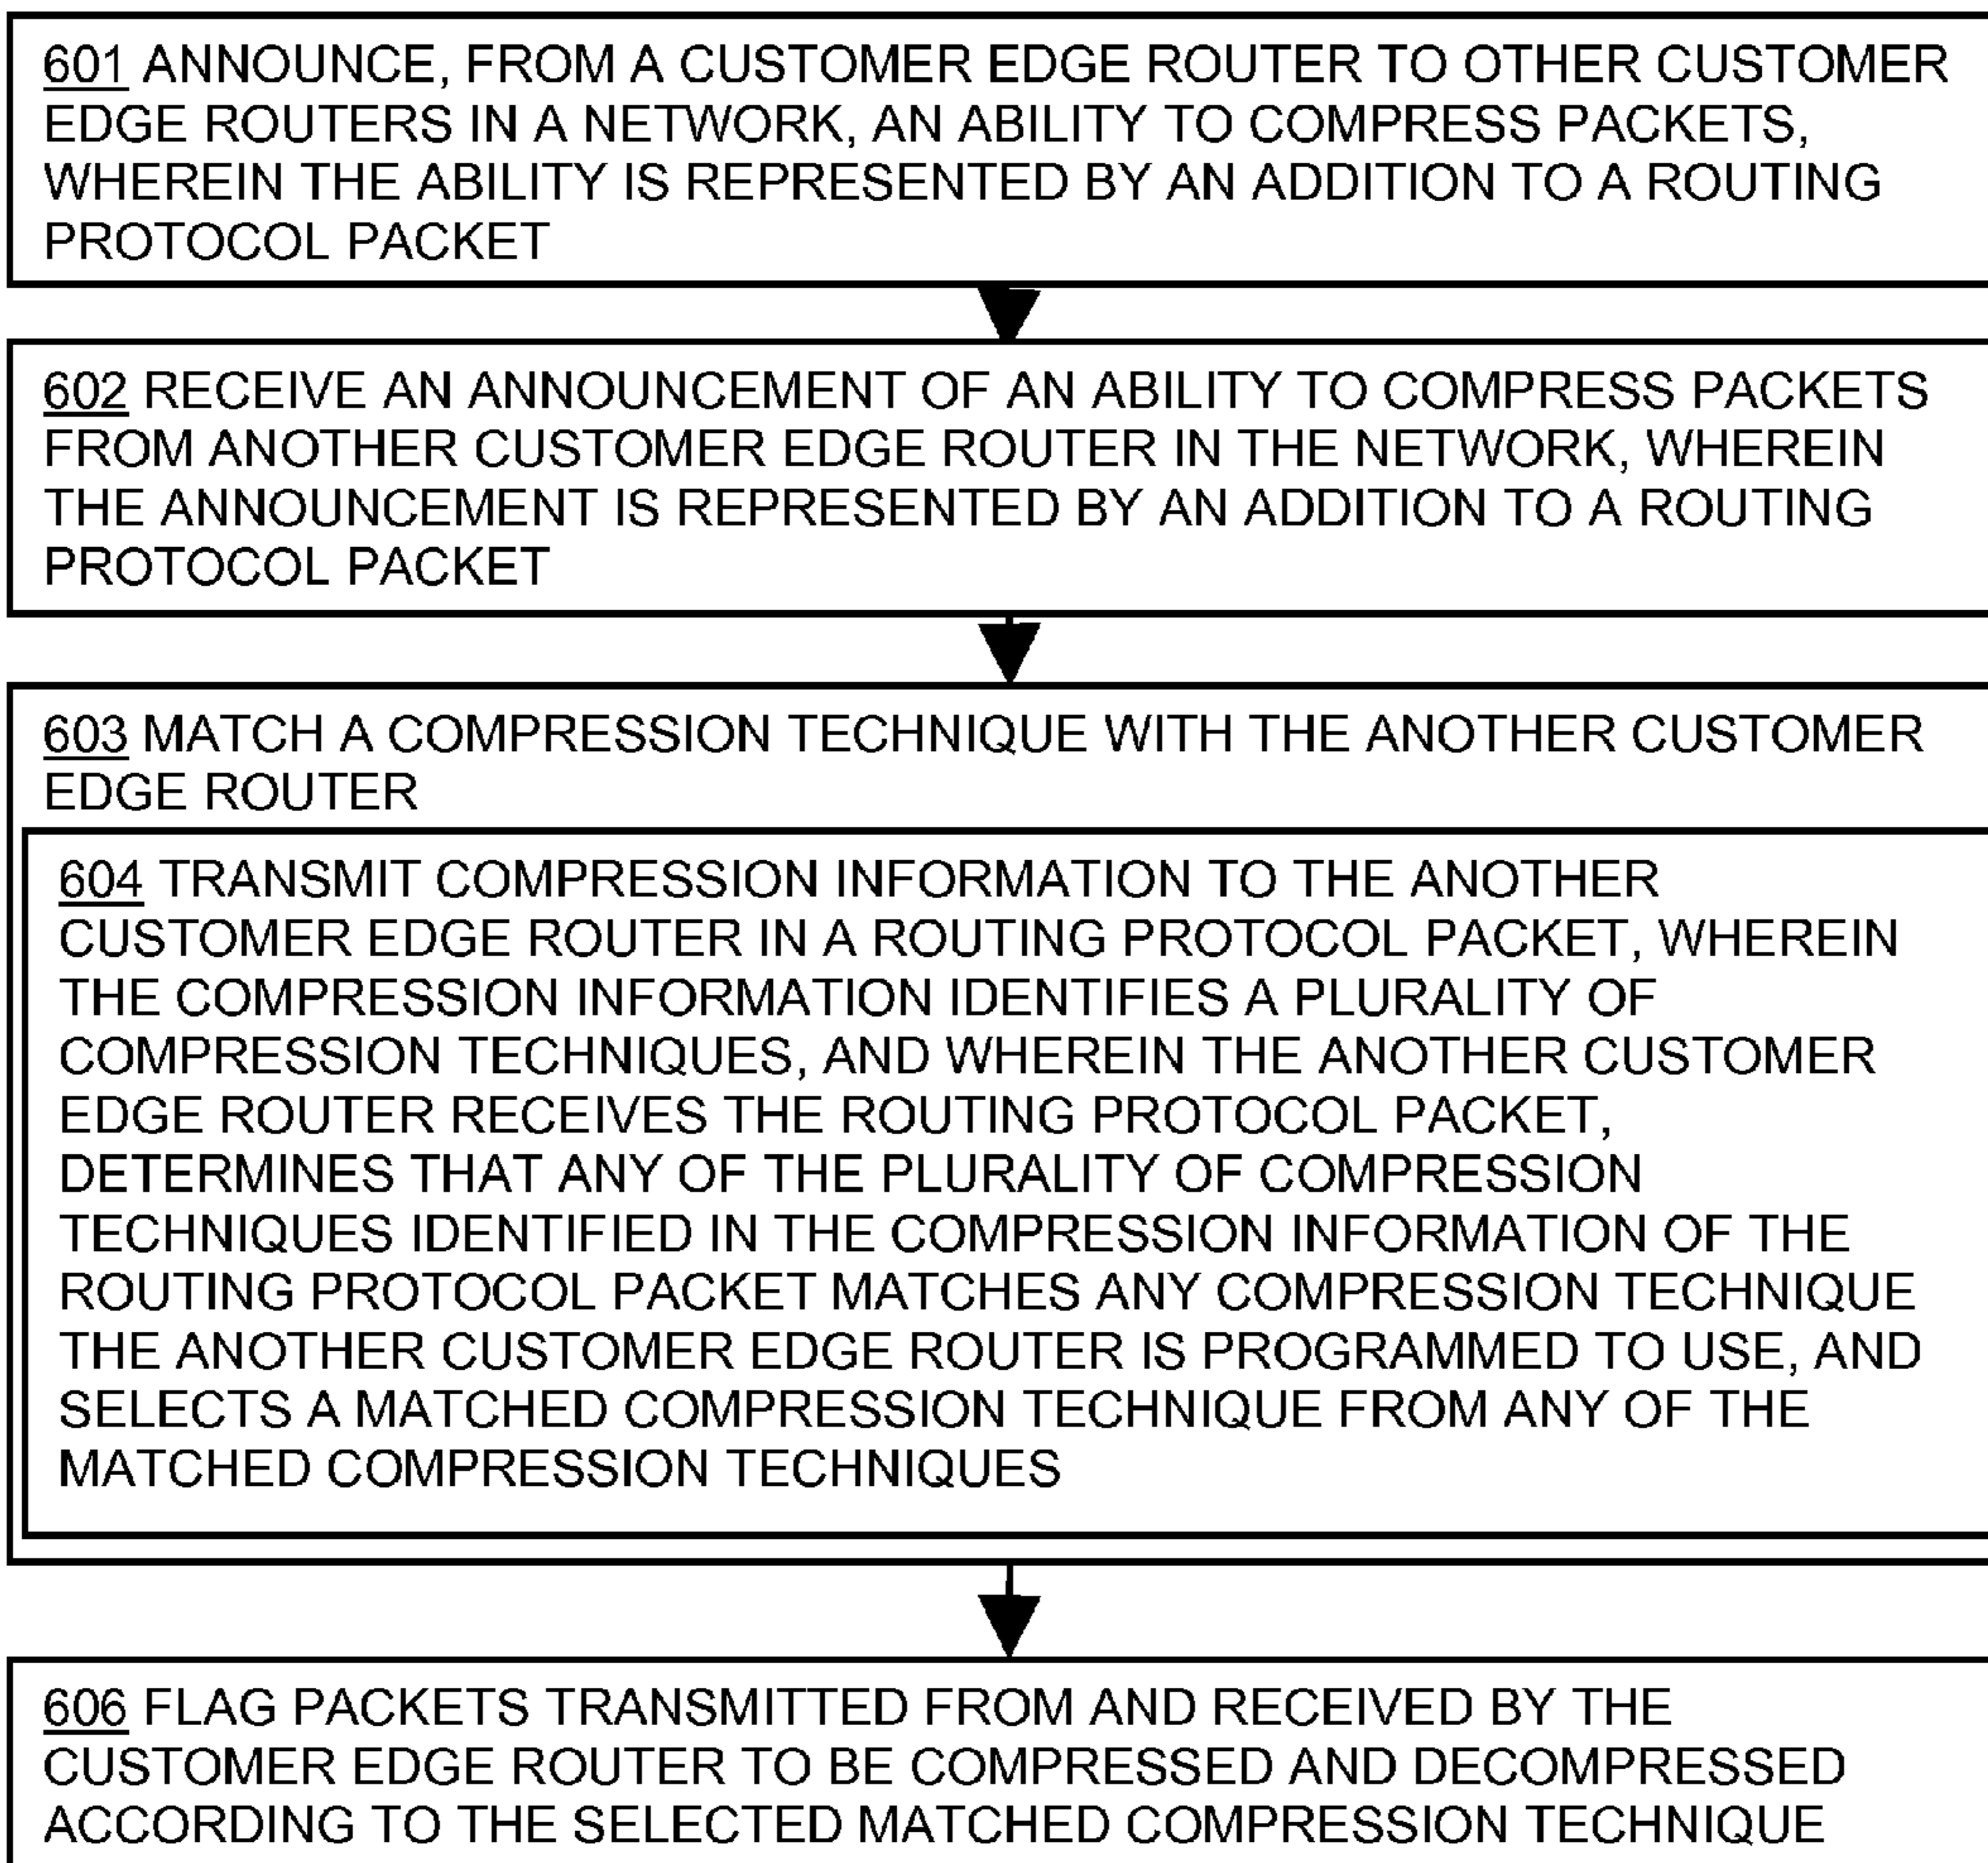 601 ANNOUNCE, FROM A CUSTOMER EDGE ROUTER TO OTHER CUSTOMER
EDGE ROUTERS IN A NETWORK, AN ABILITY TO COMPRESS PACKETS,
WHEREIN THE ABILITY IS REPRESENTED BY AN ADDITION TO A ROUTING
PROTOCOL PACKET
602 RECEIVE AN ANNOUNCEMENT OF AN ABILITY TO COMPRESS PACKETS
FROM ANOTHER CUSTOMER EDGE ROUTER IN THE NETWORK, WHEREIN
THE ANNOUNCEMENT IS REPRESENTED BY AN ADDITION TO A ROUTING
PROTOCOL PACKET
603 MATCH A COMPRESSION TECHNIQUE WITH THE ANOTHER CUSTOMER
EDGE ROUTER
604 TRANSMIT COMPRESSION INFORMATION TO THE ANOTHER
CUSTOMER EDGE ROUTER IN A ROUTING PROTOCOL PACKET, WHEREIN
THE COMPRESSION INFORMATION IDENTIFIES A PLURALITY OF
COMPRESSION TECHNIQUES, AND WHEREIN THE ANOTHER CUSTOMER
EDGE ROUTER RECEIVES THE ROUTING PROTOCOL PACKET,
DETERMINES THAT ANY OF THE PLURALITY OF COMPRESSION
TECHNIQUES IDENTIFIED IN THE COMPRESSION INFORMATION OF THE
ROUTING PROTOCOL PACKET MATCHES ANY COMPRESSION TECHNIQUE
THE ANOTHER CUSTOMER EDGE ROUTER IS PROGRAMMED TO USE, AND
SELECTS A MATCHED COMPRESSION TECHNIQUE FROM ANY OF THE
MATCHED COMPRESSION TECHNIQUES
606 FLAG PACKETS TRANSMITTED FROM AND RECEIVED BY THE
CUSTOMER EDGE ROUTER TO BE COMPRESSED AND DECOMPRESSED
ACCORDING TO THE SELECTED MATCHED COMPRESSION TECHNIQUE